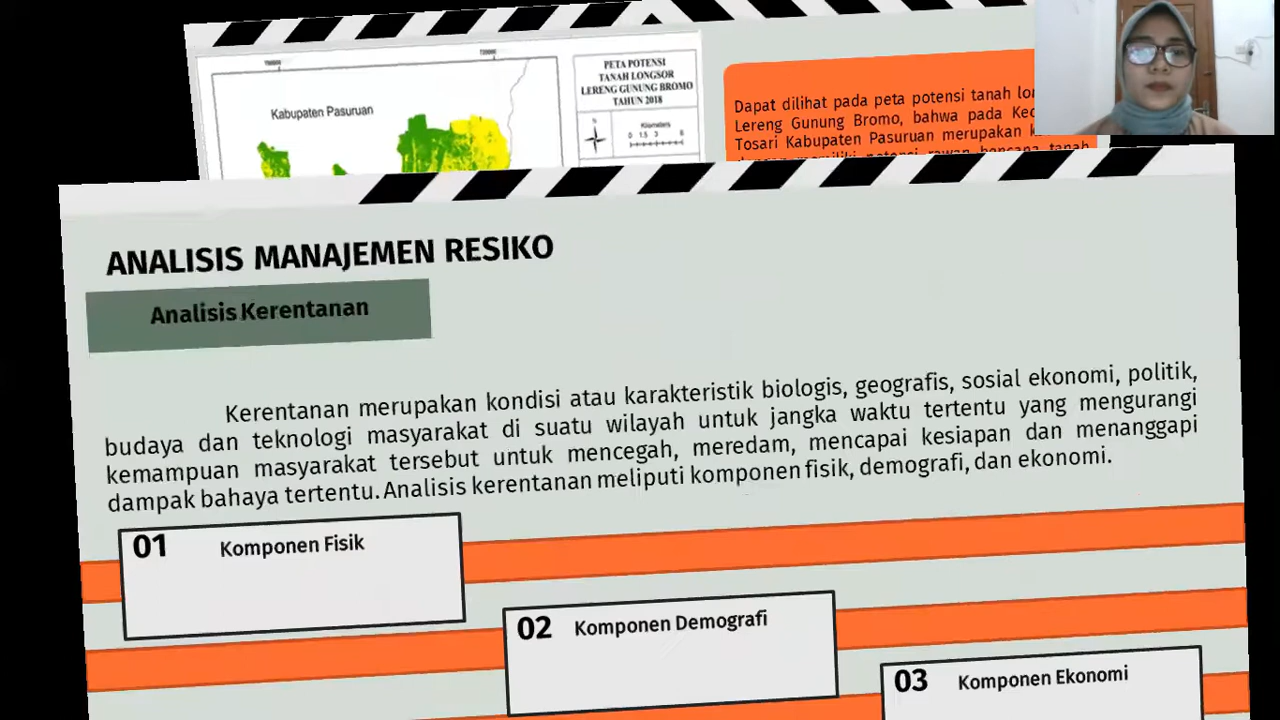 Kabupaten Pasuruan
PETA POTENSI
TANAH LONGSOR
LERENG GUNUNG BROMO
TAHUN 2018
N
Kilometers
0 1.5 3 6
Dapat dilihat pada peta potensi tanah
Lereng Gunung Bromo, bahwa pada
Tosari Kabupaten Pasuruan merupakan
potensi rawan bencana tanah
ANALISIS MANAJEMEN RESIKO
Analisis Kerentanan
Kerentanan merupakan kondisi atau karakteristik biologis, geografis, sosial ekonomi, politik,
budaya dan teknologi masyarakat di suatu wilayah untuk jangka waktu tertentu yang mengurangi
kemampuan masyarakat tersebut untuk mencegah, meredam, mencapai kesiapan dan menanggapi
dampak bahaya tertentu. Analisis kerentanan meliputi komponen fisik, demografi, dan ekonomi.
01 Komponen Fisik
02 Komponen Demografi
03 Komponen Ekonomi